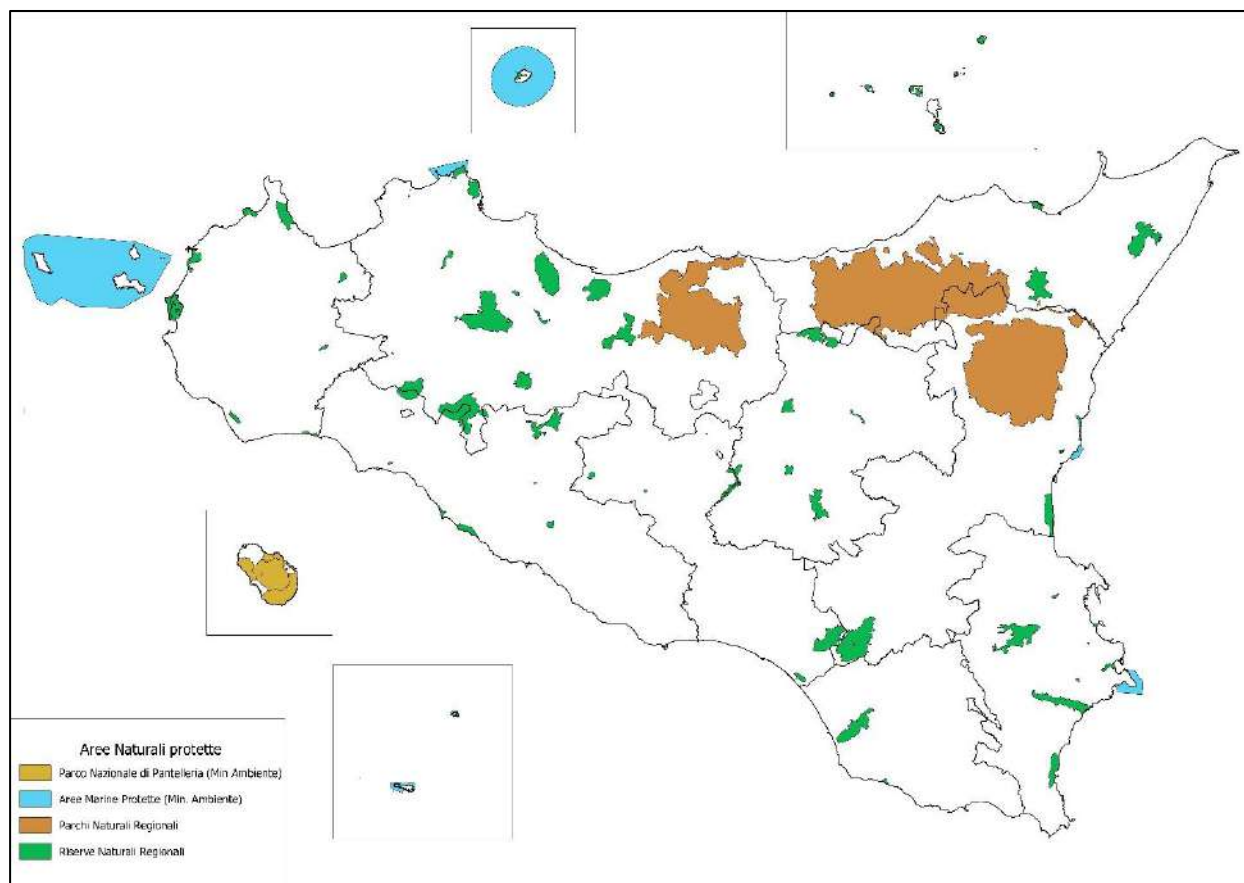 Aree Naturali protette
Parco Nazionale di Pantelleria (Min Ambiente)
Aree Marine Protette (Min. Ambiente)
Parchi Naturali Regionali
Riserve Naturali Regionali